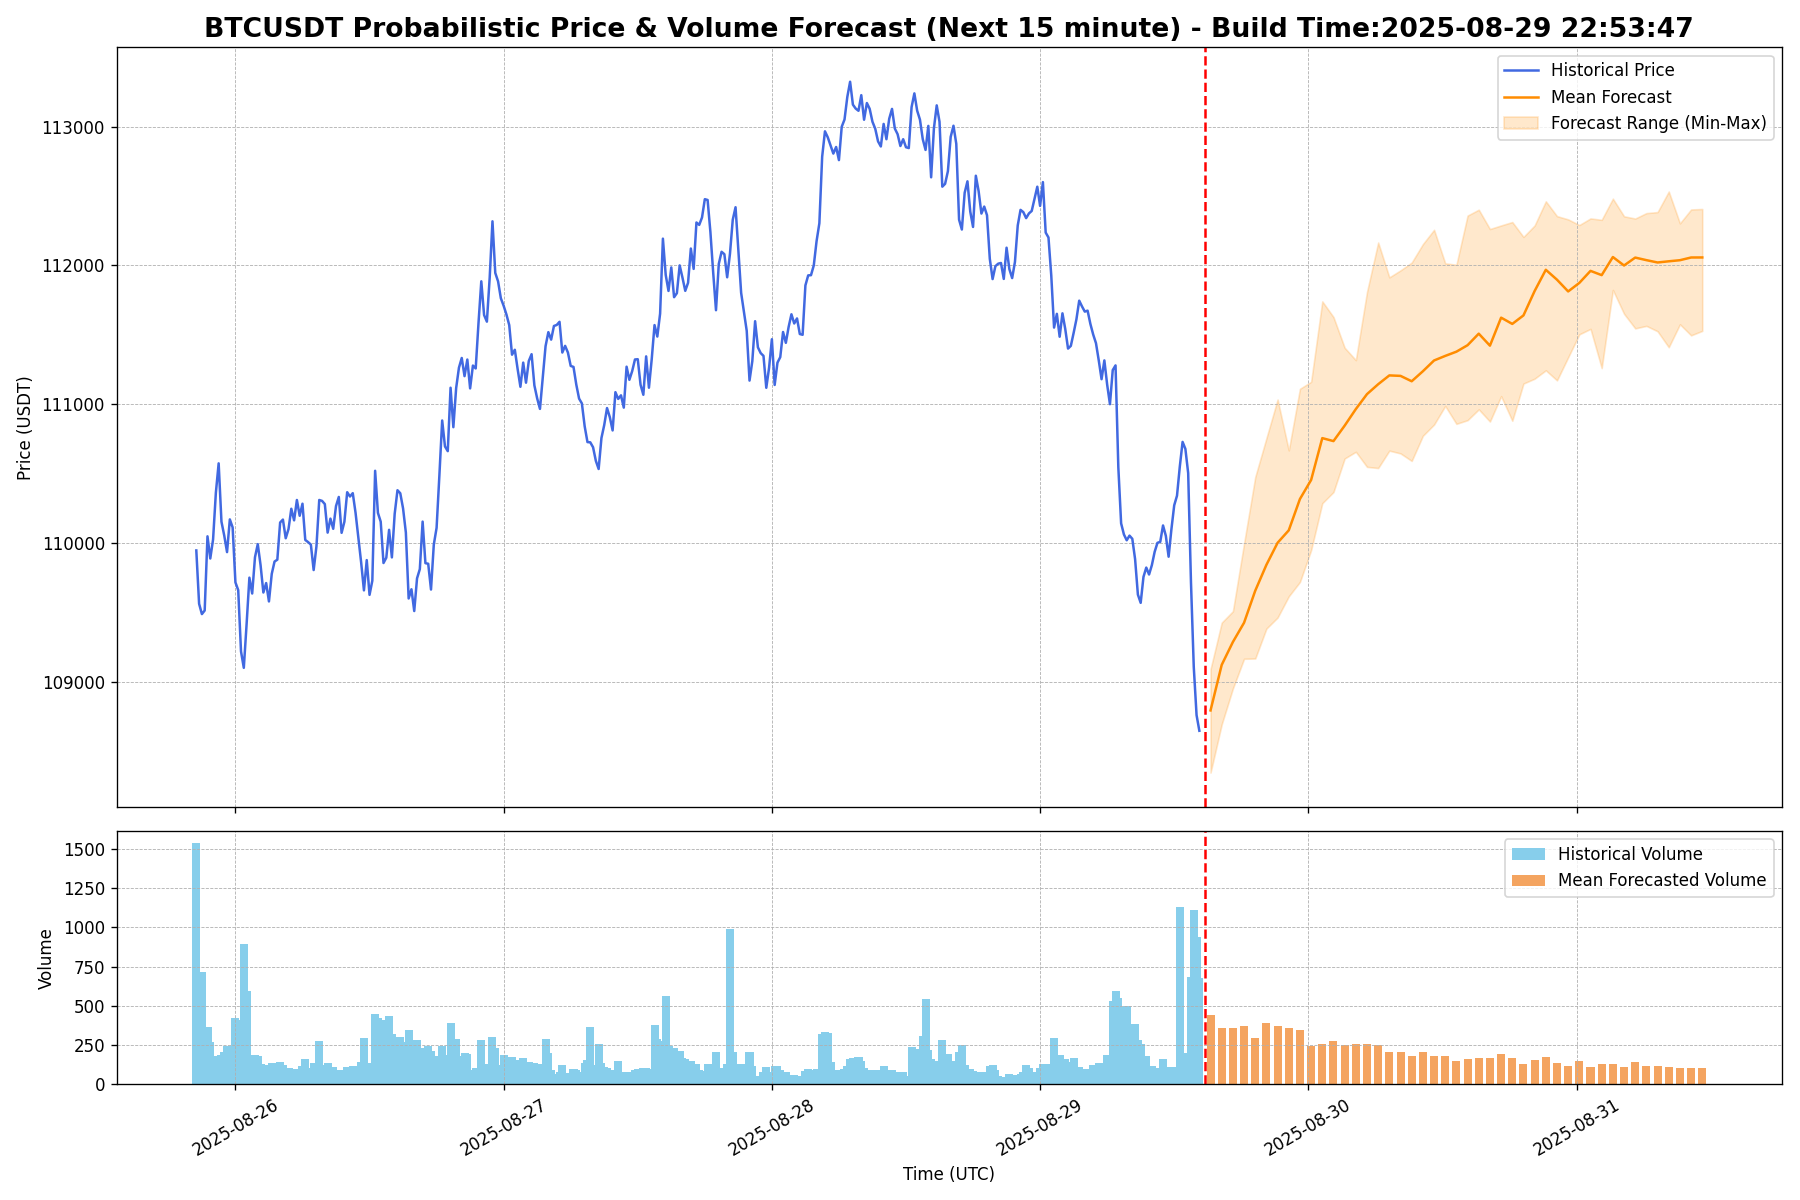 BTCUSDT Probabilistic Price & Volume Forecast (Next 15 minute) - Build Time:2025-08-29 22:53:47
Historical Price
Mean Forecast
Forecast Range (Min-Max)
Price (USDT)
113000
112000
111000
110000
109000
Historical Volume
Mean Forecasted Volume
Volume
1500
1250
1000
750
500
250
0
2025-08-26
2025-08-27
2025-08-28
2025-08-29
2025-08-30
2025-08-31
Time (UTC)